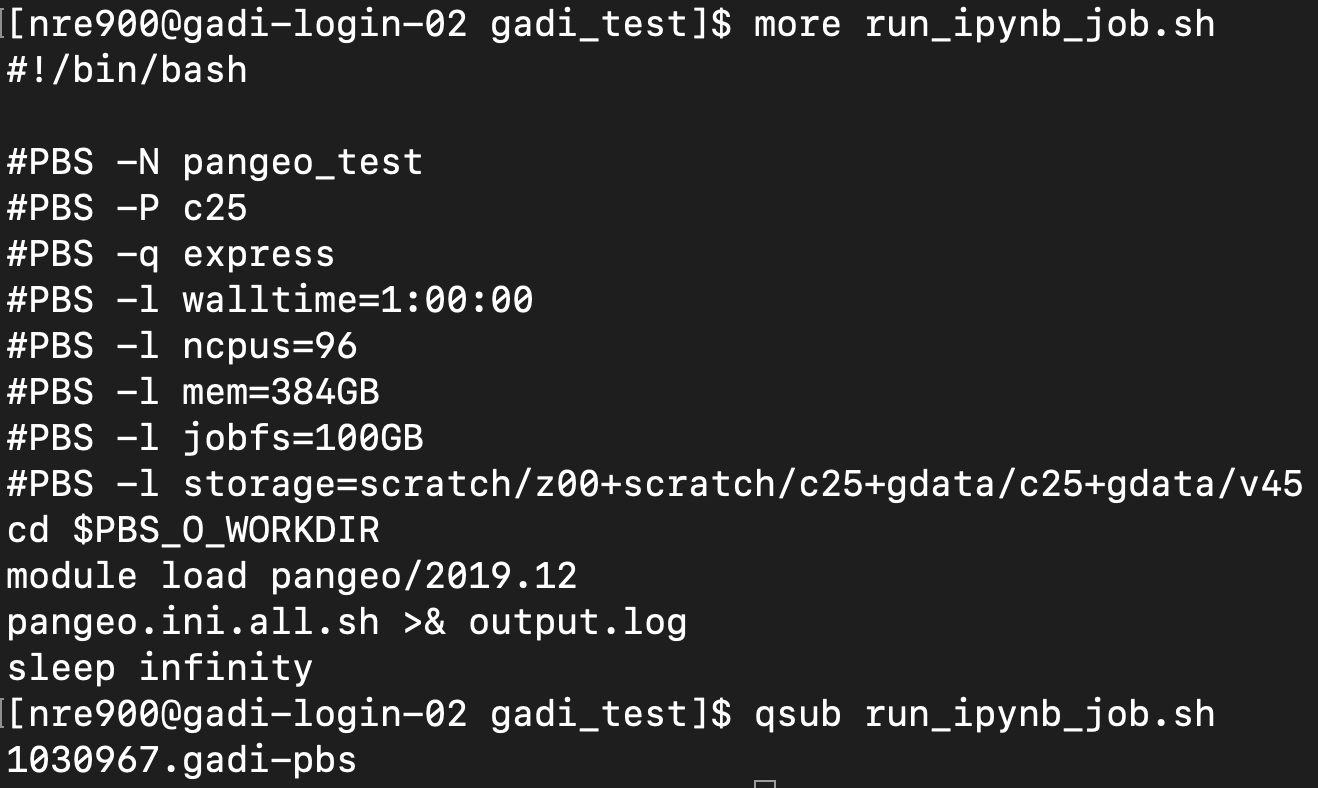 [[nre900@gadi-login-02 gadi_test]$ more run_ipynb_job.sh
#!/bin/bash

#PBS -N pangeo_test
#PBS -P c25
#PBS -q express
#PBS -l walltime=1:00:00
#PBS -l ncpus=96
#PBS -l mem=384GB
#PBS -l jobfs=100GB
#PBS -l storage=scratch/z00+scratch/c25+gdata/c25+gdata/v45
cd $PBS_O_WORKDIR
module load pangeo/2019.12
pangeo.ini.all.sh >& output.log
sleep infinity
[[nre900@gadi-login-02 gadi_test]$ qsub run_ipynb_job.sh
1030967.gadi-pbs